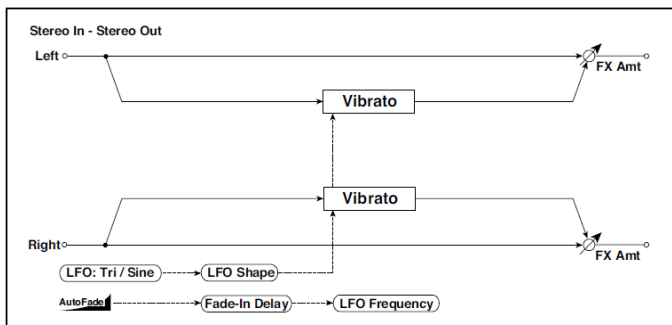 Stereo In - Stereo Out
Left
FX Amt
Vibrato
Vibrato
Right
FX Amt
LFO: Tri / Sine
LFO Shape
AutoFade
Fade-In Delay
LFO Frequency